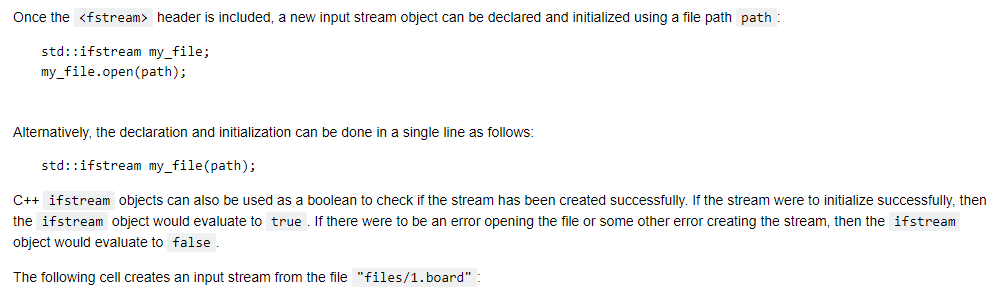 Once the <fstream> header is included, a new input stream object can be declared and initialized using a file path path :
std::ifstream my_file;
my_file.open(path);
Alternatively, the declaration and initialization can be done in a single line as follows:
std::ifstream my_file(path);
C++ ifstream objects can also be used as a boolean to check if the stream has been created successfully. If the stream were to initialize successfully, then
the ifstream object would evaluate to true . If there were to be an error opening the file or some other error creating the stream, then the ifstream
object would evaluate to false .
The following cell creates an input stream from the file "files/1.board" :